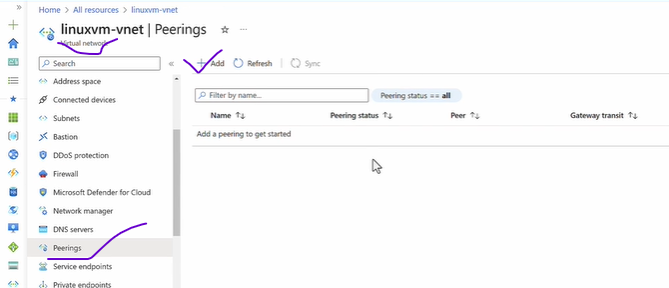 Home > All resources > linuxvm-vnet
linuxvm-vnet | Peerings
Virtual network
Search
Address space
Connected devices
Subnets
Bastion
DDoS protection
Firewall
Microsoft Defender for Cloud
Network manager
DNS servers
Peerings
Service endpoints
Private endpoints
Add Refresh Sync
Filter by name... Peering status == all
Name Peering status Peer Gateway transit
Add a peering to get started